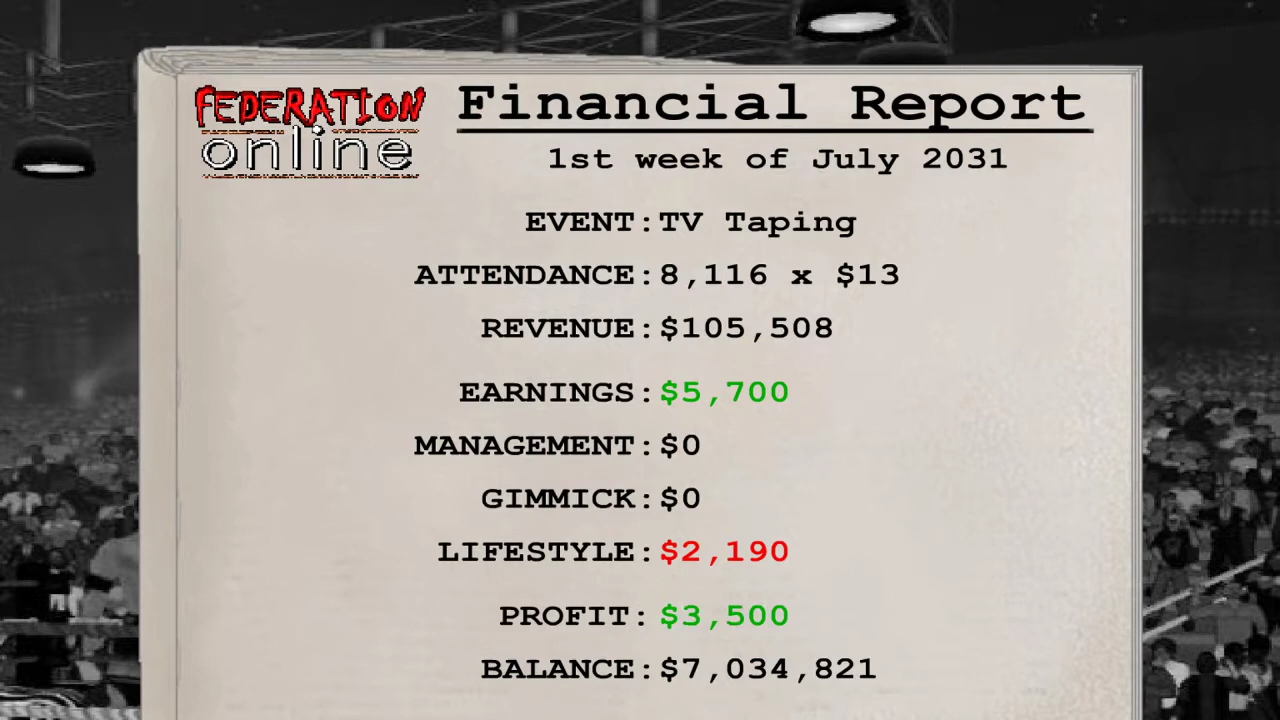 FEDERATION
online
Financial Report
1st week of July 2031
EVENT: TV Taping
ATTENDANCE: 8,116 x $13
REVENUE: $105,508
EARNINGS: $5,700
MANAGEMENT: $0
GIMMICK: $0
LIFESTYLE: $2,190
PROFIT: $3,500
BALANCE: $7,034,821